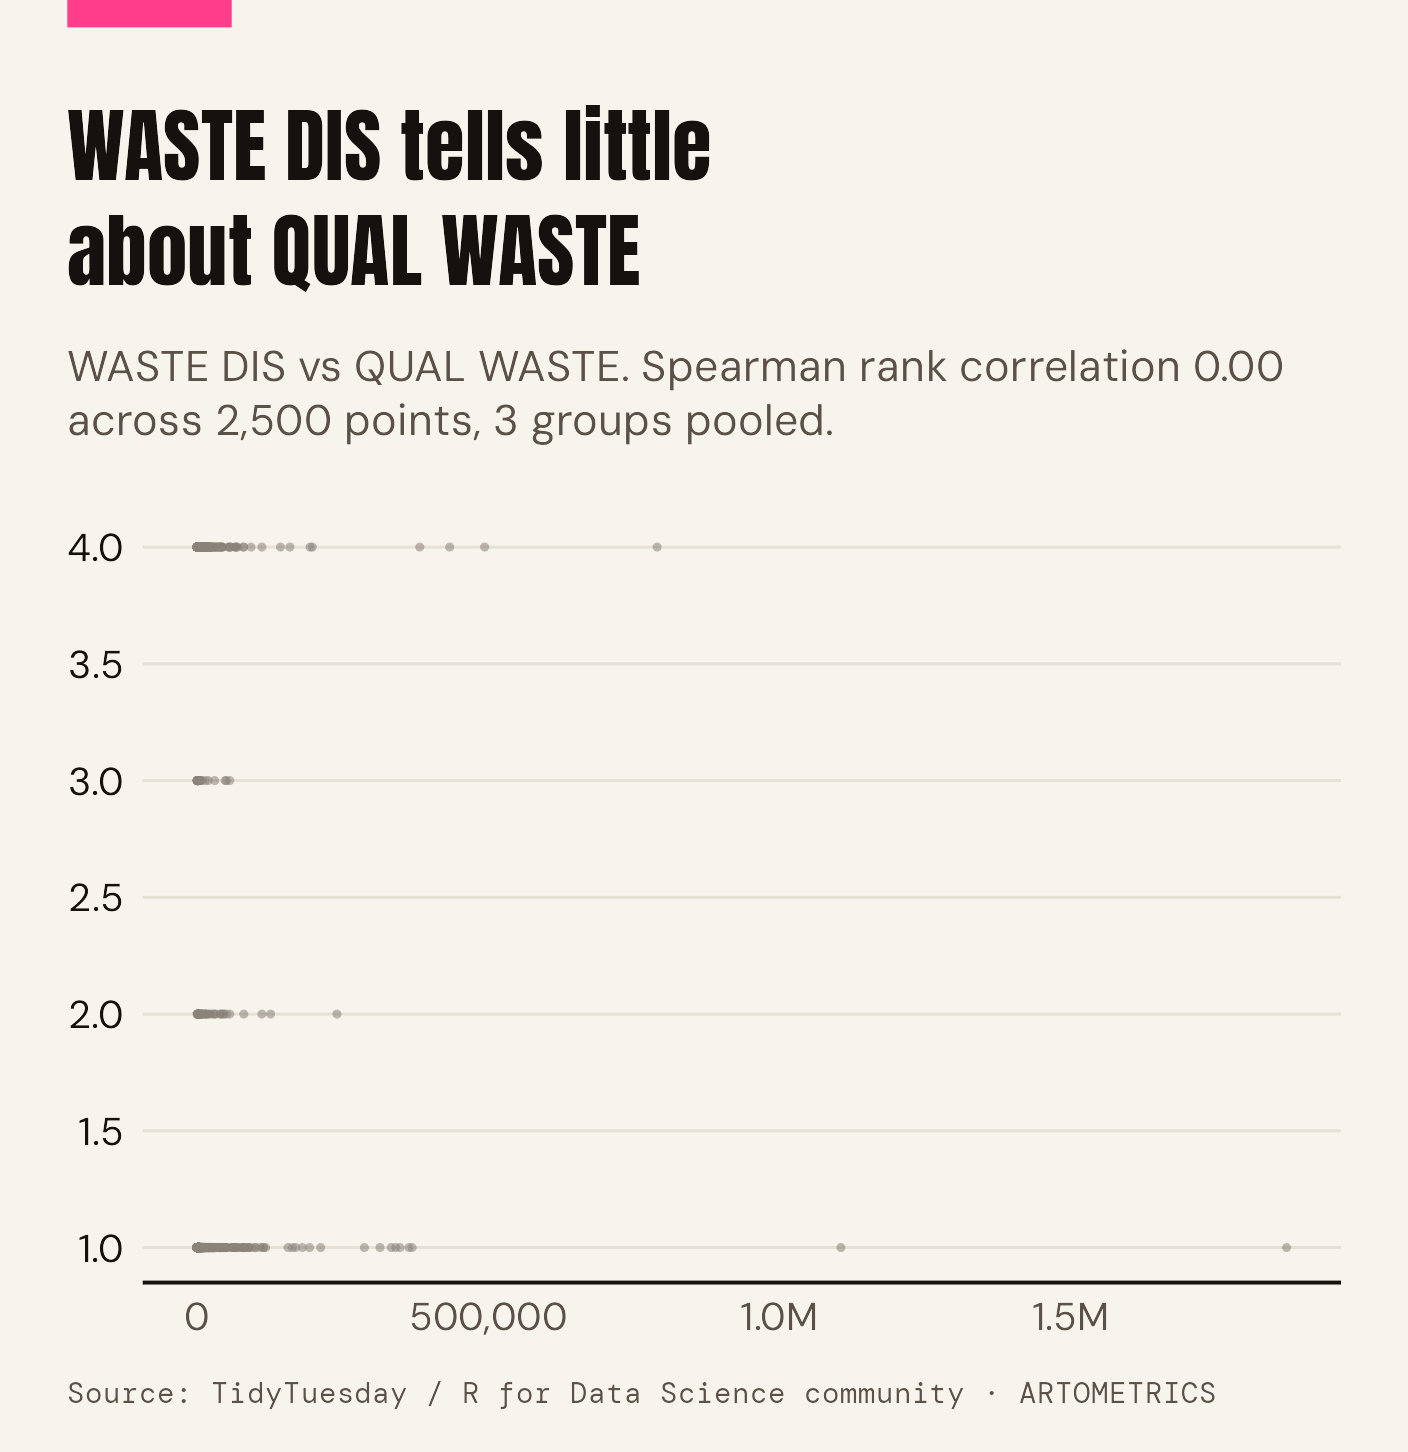 WASTE DIS tells little
about QUAL WASTE
WASTE DIS vs QUAL WASTE. Spearman rank correlation 0.00
across 2,500 points, 3 groups pooled.
4.0
3.5
3.0
2.5
2.0
1.5
1.0
0 500,000 1.0M 1.5M
Source: TidyTuesday / R for Data Science community · ARTOMETRICS